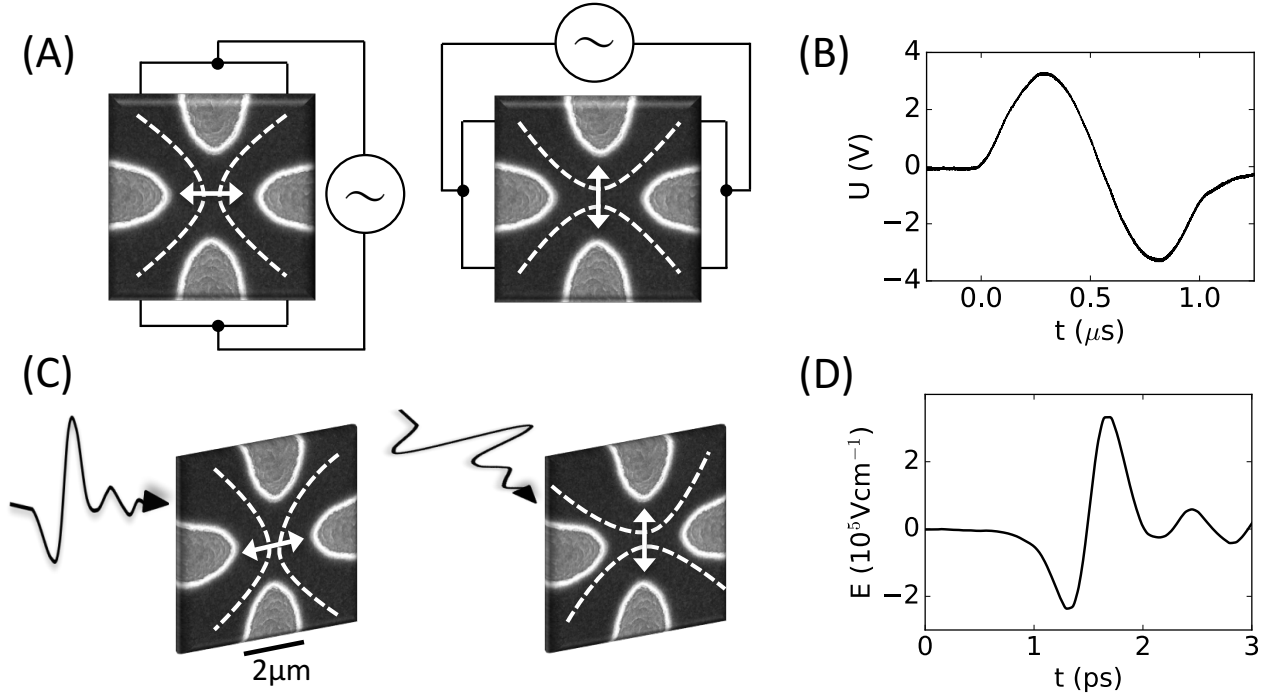 (A)
∼
∼
(B)
4
2
0
−2
−4
U (V)
0.0 0.5 1.0
t (μs)
(C)
2μm
(D)
2
0
−2
E (10⁵Vcm⁻¹)
0 1 2 3
t (ps)